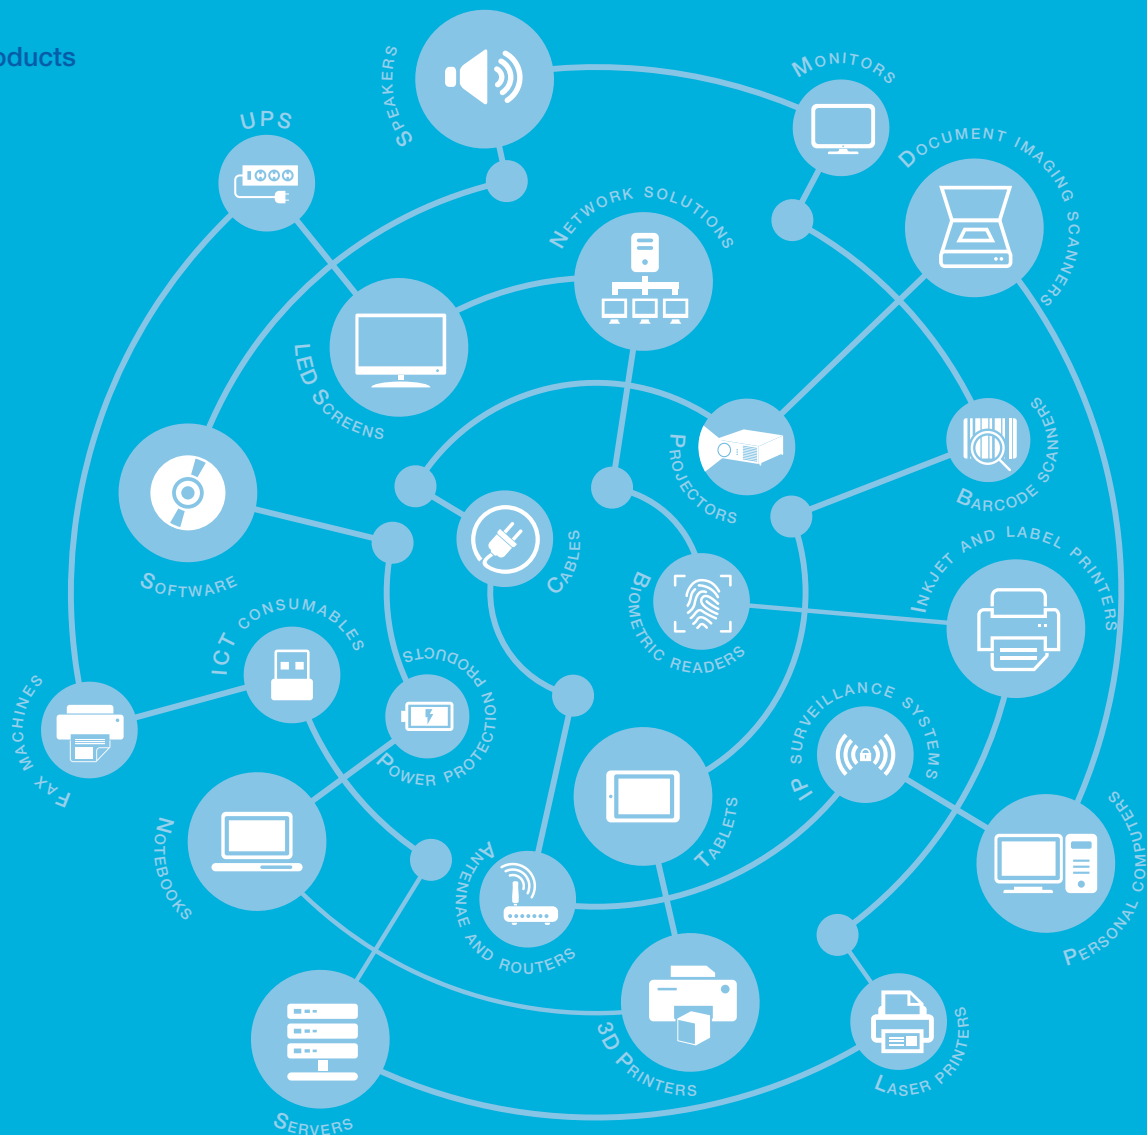 oducts
SPEAKERS
MONITORS
UPS
DOCUMENT IMAGING SCANNERS
NETWORK SOLUTIONS
LED SCREENS
PROJECTORS
BARCODE SCANNERS
SOFTWARE
CABLES
INKJET AND LABEL PRINTERS
BIOMETRIC READERS
ICT CONSUMABLES
POWER PROTECTION PRODUCTS
FAX MACHINES
IP SURVEILLANCE SYSTEMS
NOTEBOOKS
TABLETS
ANTENNAE AND ROUTERS
PERSONAL COMPUTERS
3D PRINTERS
LASER PRINTERS
SERVERS